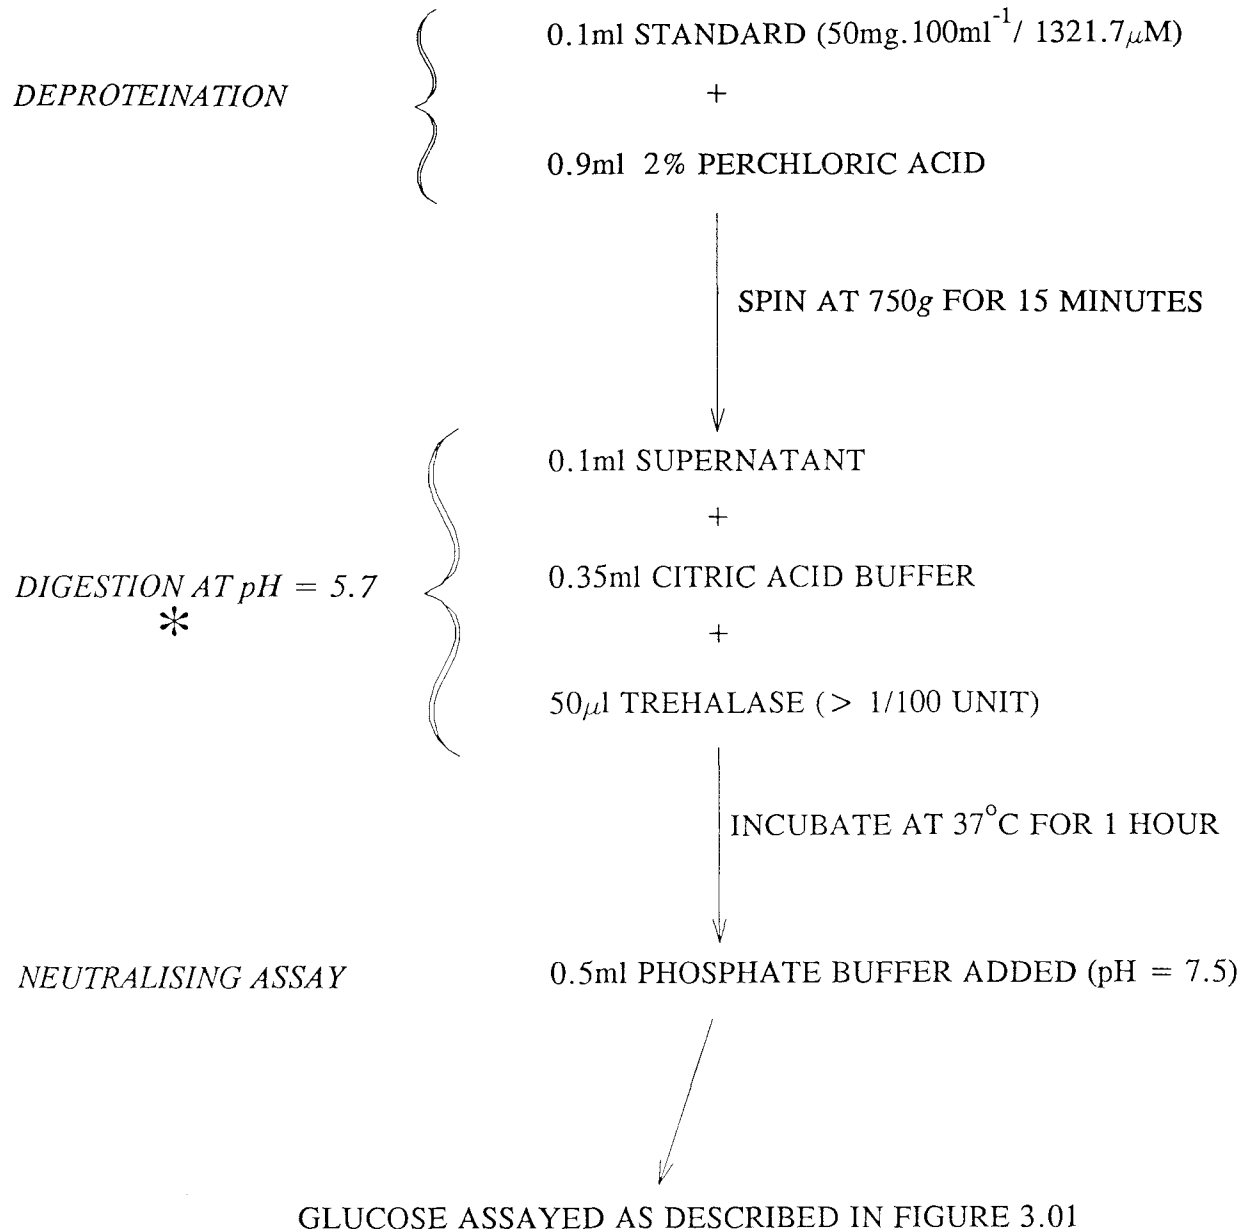 0.1ml STANDARD (50mg.100ml⁻¹/ 1321.7µM)
DEPROTEINATION
+
0.9ml 2% PERCHLORIC ACID
SPIN AT 750g FOR 15 MINUTES
0.1ml SUPERNATANT
+
DIGESTION AT pH = 5.7
*
0.35ml CITRIC ACID BUFFER
+
50µl TREHALASE (> 1/100 UNIT)
INCUBATE AT 37°C FOR 1 HOUR
NEUTRALISING ASSAY
0.5ml PHOSPHATE BUFFER ADDED (pH = 7.5)
GLUCOSE ASSAYED AS DESCRIBED IN FIGURE 3.01